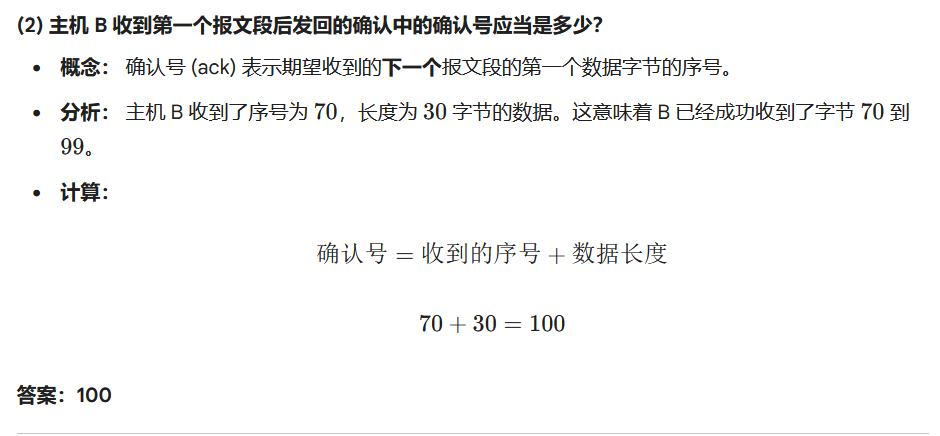 (2) 主机 B 收到第一个报文段后发回的确认中的确认号应当是多少？
• 概念： 确认号 (ack) 表示期望收到的下一个报文段的第一个数据字节的序号。
• 分析： 主机 B 收到了序号为 70，长度为 30 字节的数据。这意味着 B 已经成功收到了字节 70 到
99。
• 计算：
确认号 = 收到的序号 + 数据长度
70 + 30 = 100
答案：100